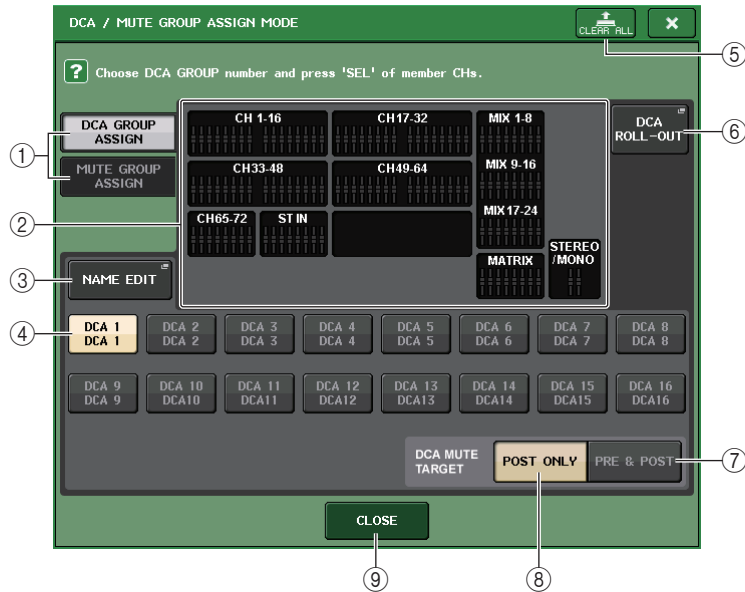 DCA / MUTE GROUP ASSIGN MODE
CLEAR ALL
×
⑤
? Choose DCA GROUP number and press 'SEL' of member CHs.
①
DCA GROUP
ASSIGN
MUTE GROUP
ASSIGN
②
CH 1-16
CH17-32
MIX 1-8
CH33-48
CH49-64
MIX 9-16
CH65-72
ST IN
MIX17-24
MATRIX
STEREO
/MONO
DCA
ROLL-OUT
⑥
③
NAME EDIT
④
DCA 1
DCA 1
DCA 2
DCA 2
DCA 3
DCA 3
DCA 4
DCA 4
DCA 5
DCA 5
DCA 6
DCA 6
DCA 7
DCA 7
DCA 8
DCA 8
DCA 9
DCA 9
DCA 10
DCA10
DCA 11
DCA11
DCA 12
DCA12
DCA 13
DCA13
DCA 14
DCA14
DCA 15
DCA15
DCA 16
DCA16
DCA MUTE
TARGET
POST ONLY
PRE & POST
⑦
CLOSE
⑨
⑧